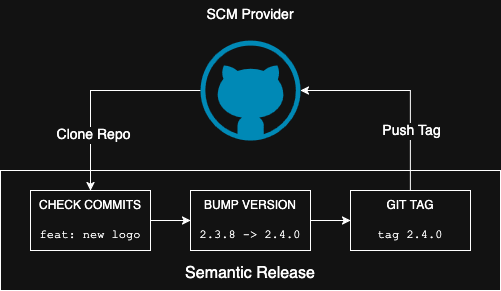 SCM Provider
Clone Repo
Push Tag
CHECK COMMITS
feat: new logo
BUMP VERSION
2.3.8 -> 2.4.0
GIT TAG
tag 2.4.0
Semantic Release